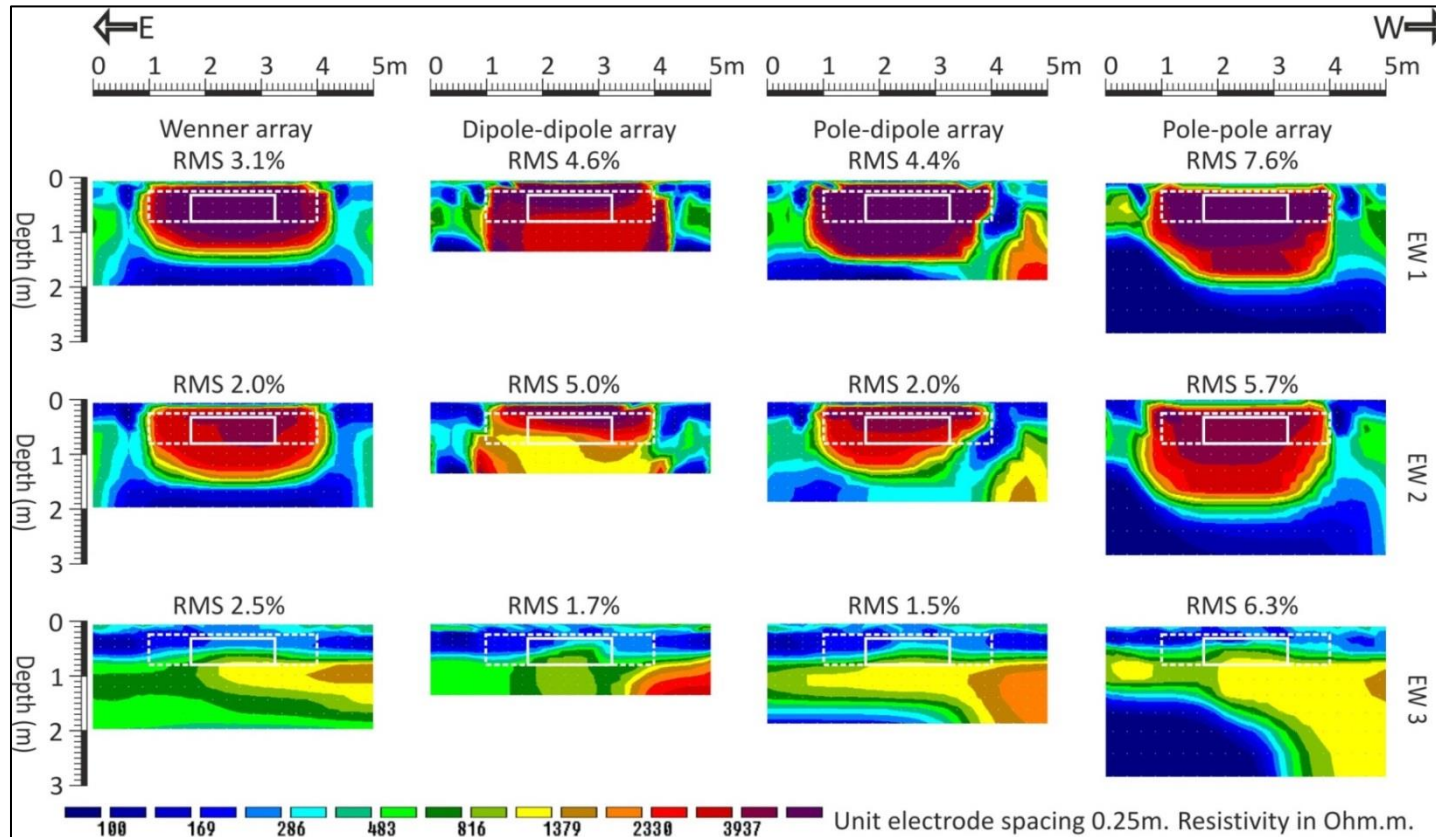 E W
0 1 2 3 4 5m 0 1 2 3 4 5m 0 1 2 3 4 5m 0 1 2 3 4 5m
Wenner array Dipole-dipole array Pole-dipole array Pole-pole array
RMS 3.1% RMS 4.6% RMS 4.4% RMS 7.6%
0
1
2
3
Depth (m)
EW 1
RMS 2.0% RMS 5.0% RMS 2.0% RMS 5.7%
0
1
2
3
Depth (m)
EW 2
RMS 2.5% RMS 1.7% RMS 1.5% RMS 6.3%
0
1
2
3
Depth (m)
EW 3
100 169 286 483 816 1379 2330 3937 Unit electrode spacing 0.25m. Resistivity in Ohm.m.